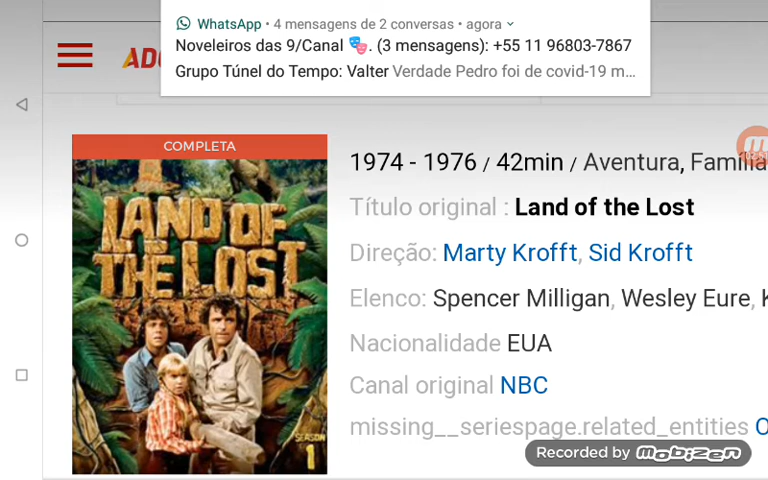 WhatsApp • 4 mensagens de 2 conversas • agora
Noveleiros das 9/Canal 🎭. (3 mensagens): +55 11 96803-7867
Grupo Túnel do Tempo: Valter Verdade Pedro foi de covid-19 m...
COMPLETA
LAND OF
THE LOST
SEASON
1
1974 - 1976 / 42min / Aventura, Família
Título original : Land of the Lost
Direção: Marty Krofft, Sid Krofft
Elenco: Spencer Milligan, Wesley Eure, K
Nacionalidade EUA
Canal original NBC
missing__seriespage.related_entities O
Recorded by mobizen